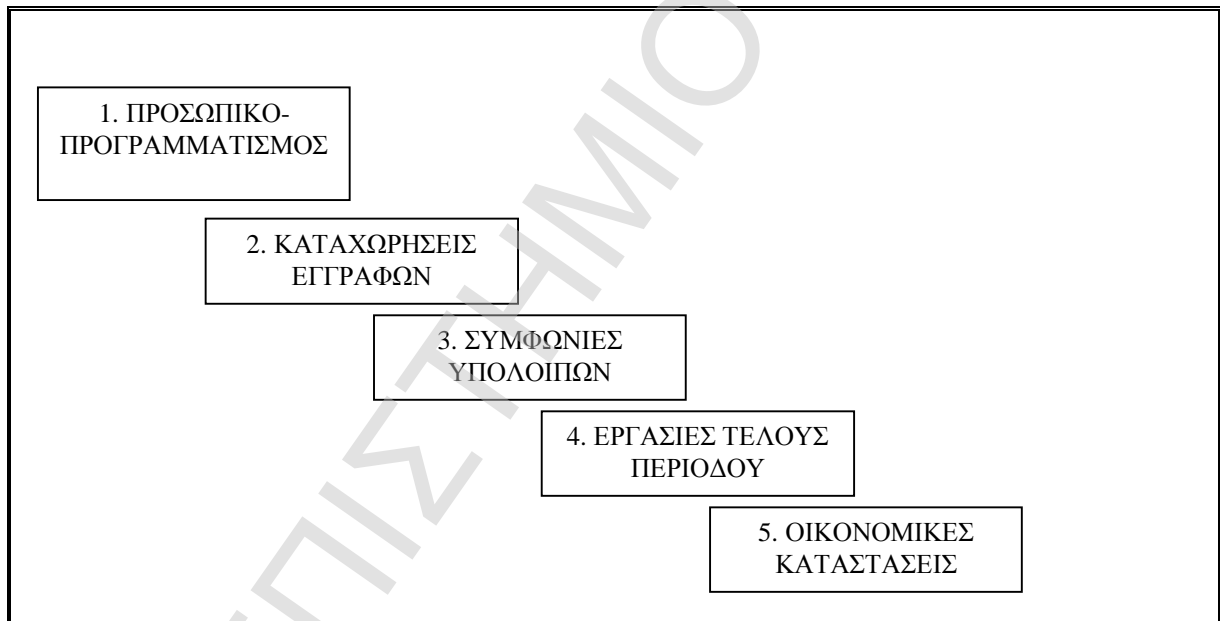 1. ΠΡΟΣΩΠΙΚΟ-
ΠΡΟΓΡΑΜΜΑΤΙΣΜΟΣ
2. ΚΑΤΑΧΩΡΗΣΕΙΣ
ΕΓΓΡΑΦΩΝ
3. ΣΥΜΦΩΝΙΕΣ
ΥΠΟΛΟΙΠΩΝ
4. ΕΡΓΑΣΙΕΣ ΤΕΛΟΥΣ
ΠΕΡΙΟΔΟΥ
5. ΟΙΚΟΝΟΜΙΚΕΣ
ΚΑΤΑΣΤΑΣΕΙΣ